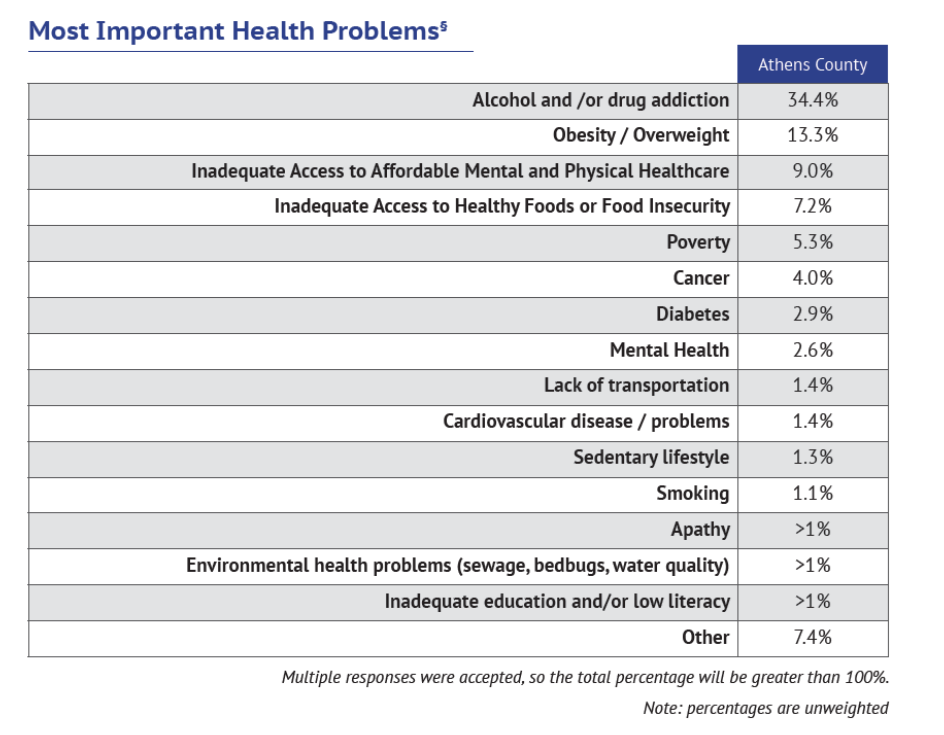 Most Important Health Problems§
Athens County
Alcohol and /or drug addiction 34.4%
Obesity / Overweight 13.3%
Inadequate Access to Affordable Mental and Physical Healthcare 9.0%
Inadequate Access to Healthy Foods or Food Insecurity 7.2%
Poverty 5.3%
Cancer 4.0%
Diabetes 2.9%
Mental Health 2.6%
Lack of transportation 1.4%
Cardiovascular disease / problems 1.4%
Sedentary lifestyle 1.3%
Smoking 1.1%
Apathy >1%
Environmental health problems (sewage, bedbugs, water quality) >1%
Inadequate education and/or low literacy >1%
Other 7.4%
Multiple responses were accepted, so the total percentage will be greater than 100%.
Note: percentages are unweighted